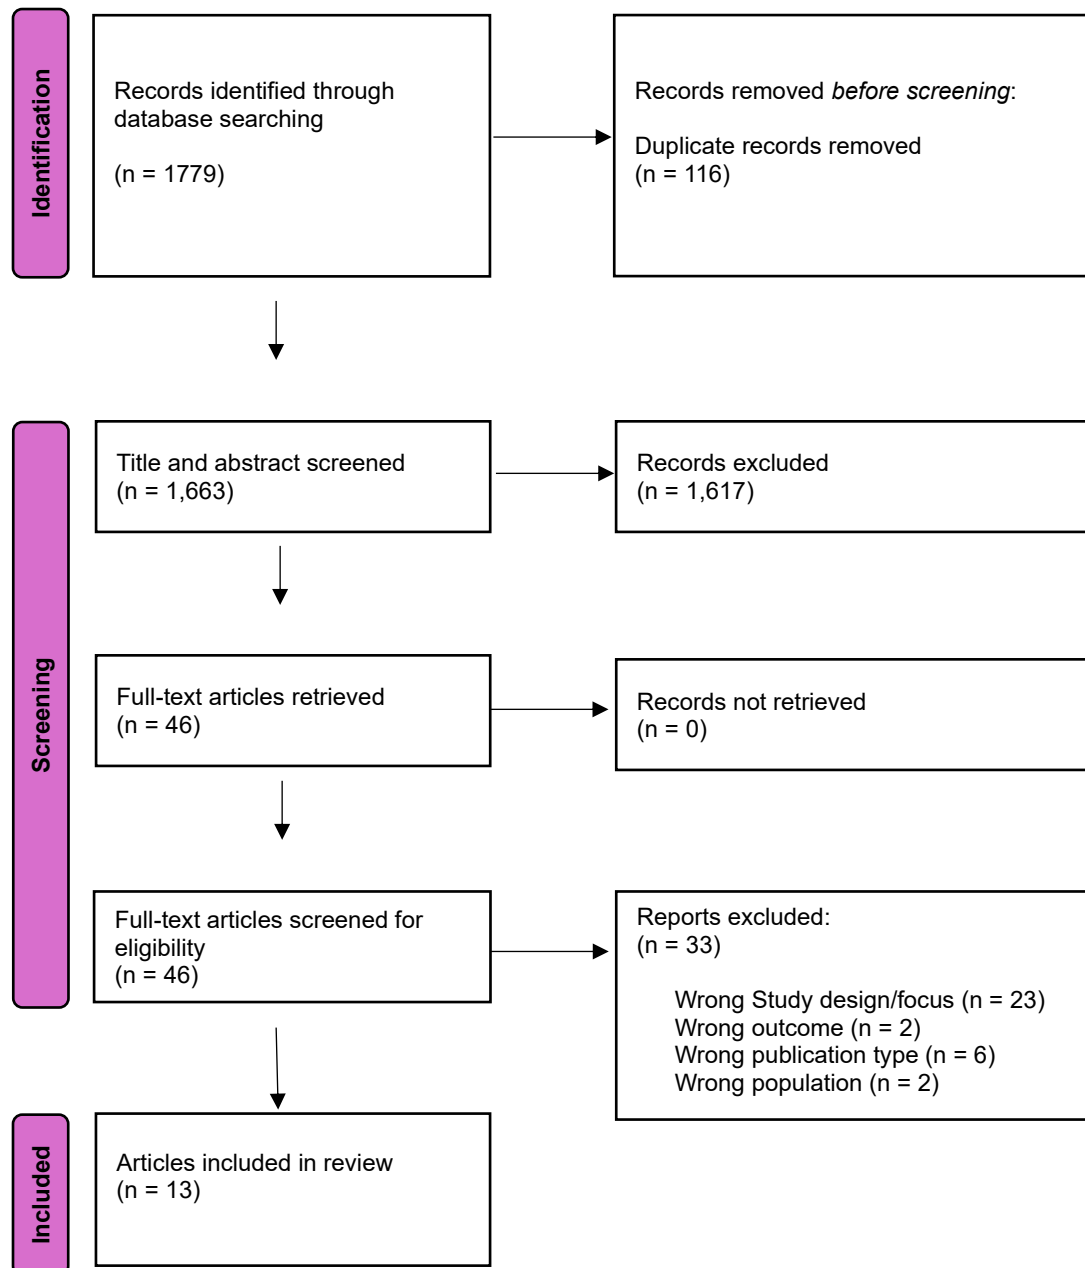 Identification
Records identified through
database searching
(n = 1779)
Records removed before screening:
Duplicate records removed
(n = 116)
Screening
Title and abstract screened
(n = 1,663)
Records excluded
(n = 1,617)
Full-text articles retrieved
(n = 46)
Records not retrieved
(n = 0)
Full-text articles screened for
eligibility
(n = 46)
Reports excluded:
(n = 33)
Wrong Study design/focus (n = 23)
Wrong outcome (n = 2)
Wrong publication type (n = 6)
Wrong population (n = 2)
Included
Articles included in review
(n = 13)